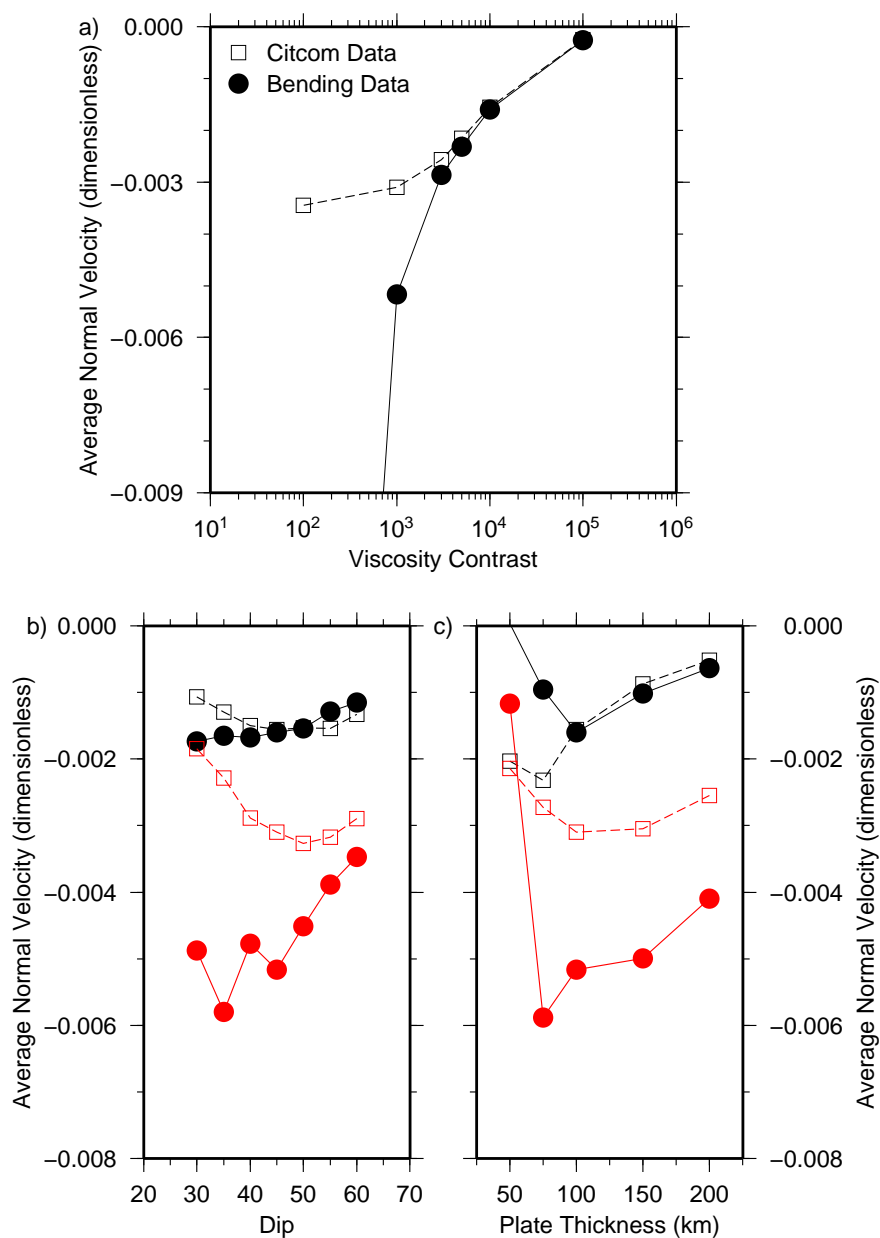 a)
0.000
−0.003
−0.006
−0.009
Average Normal Velocity (dimensionless)
Citcom Data
Bending Data
10¹ 10² 10³ 10⁴ 10⁵ 10⁶
Viscosity Contrast
b)
0.000
−0.002
−0.004
−0.006
−0.008
Average Normal Velocity (dimensionless)
20 30 40 50 60 70
Dip
c)
0.000
−0.002
−0.004
−0.006
−0.008
Average Normal Velocity (dimensionless)
50 100 150 200
Plate Thickness (km)